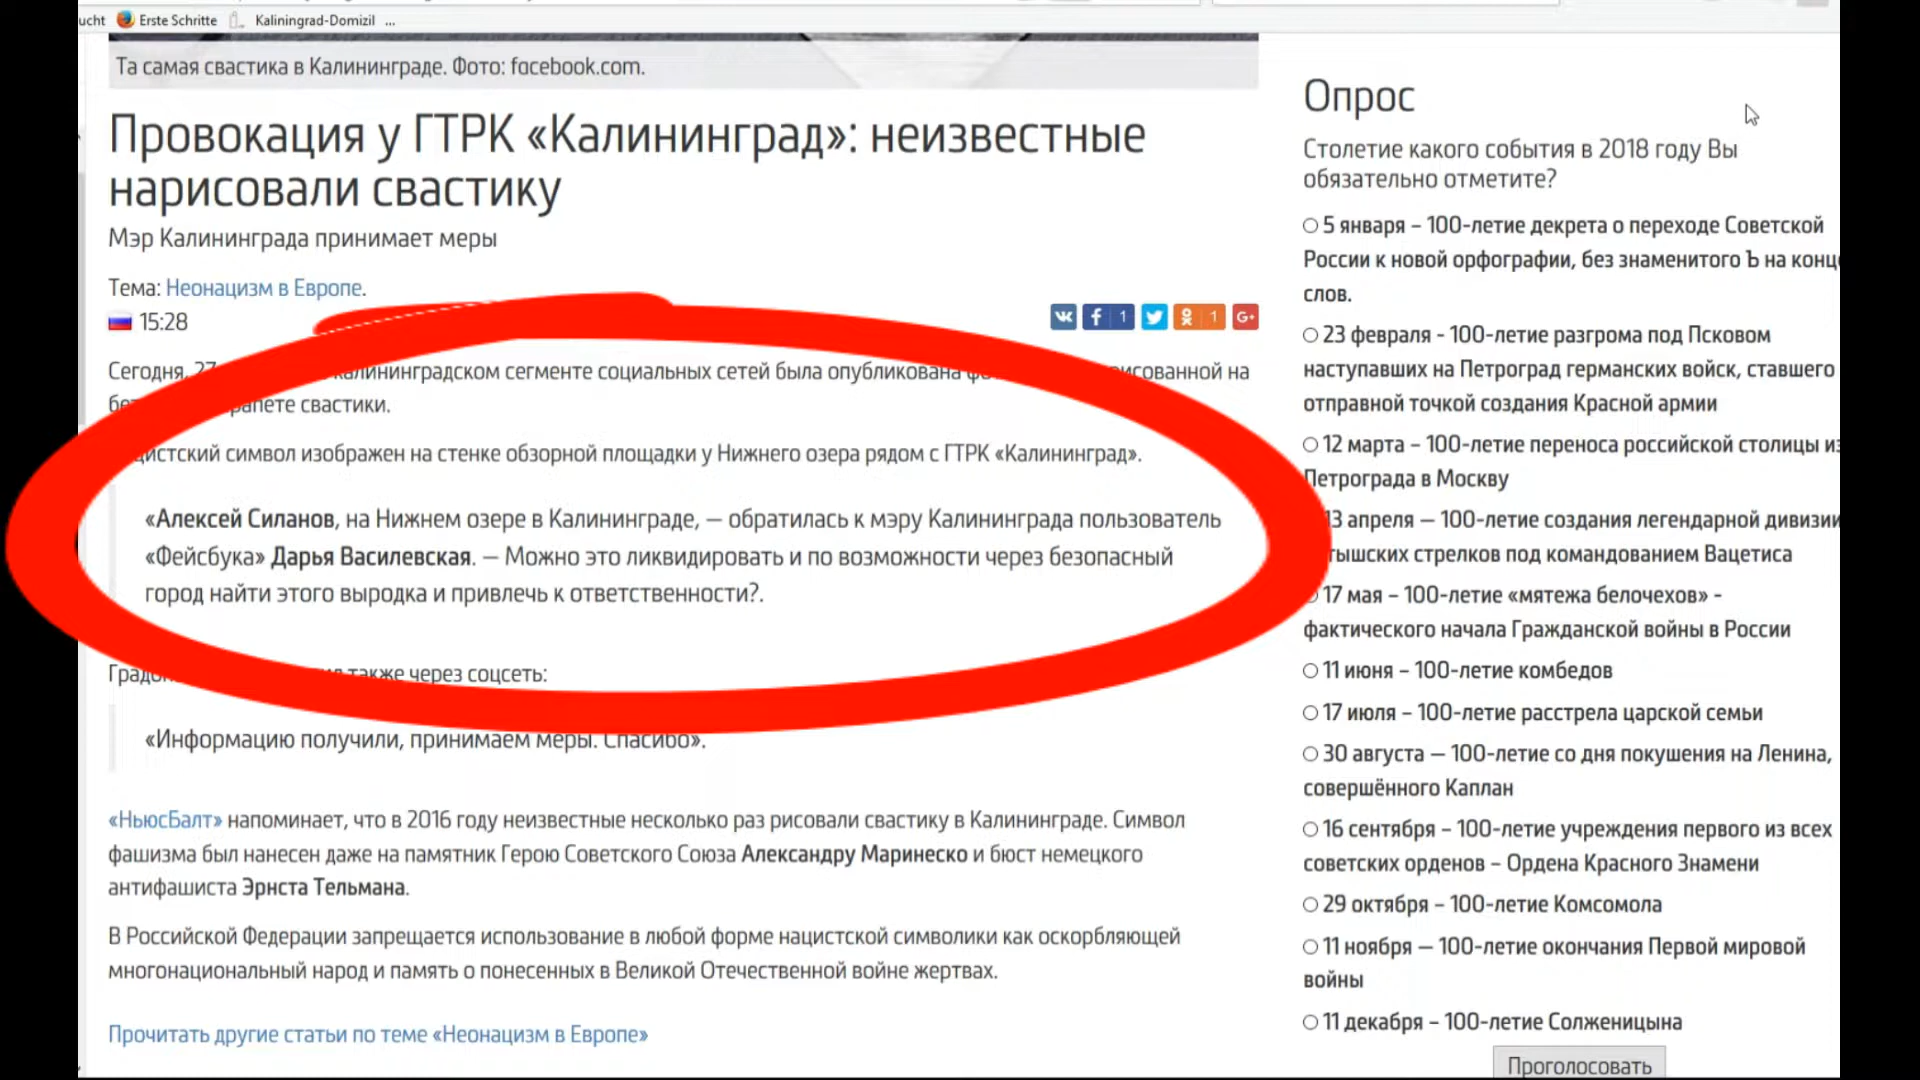 ucht Erste Schritte Kaliningrad-Domizil ...
Та самая свастика в Калининграде. Фото: facebook.com.
Провокация у ГТРК «Калининград»: неизвестные
нарисовали свастику
Мэр Калининграда принимает меры
Тема: Неонацизм в Европе.
15:28
1
1
G+
Сегодня, 27 калининградском сегменте социальных сетей была опубликована на
свастики.
символ изображен на стенке обзорной площадки у Нижнего озера рядом с ГТРК «Калининград».
«Алексей Силанов, на Нижнем озере в Калининграде, — обратилась к мэру Калининграда пользователь
«Фейсбука» Дарья Василевская. — Можно это ликвидировать и по возможности через безопасный
город найти этого выродка и привлечь к ответственности?.
также через соцсеть:
«Информацию получили, принимаем меры. Спасибо».
«НьюсБалт» напоминает, что в 2016 году неизвестные несколько раз рисовали свастику в Калининграде. Символ
фашизма был нанесен даже на памятник Герою Советского Союза Александру Маринеско и бюст немецкого
антифашиста Эрнста Тельмана.
В Российской Федерации запрещается использование в любой форме нацистской символики как оскорбляющей
многонациональный народ и память о понесенных в Великой Отечественной войне жертвах.
Прочитать другие статьи по теме «Неонацизм в Европе»
Опрос
Столетие какого события в 2018 году Вы
обязательно отметите?
5 января – 100-летие декрета о переходе Советской
России к новой орфографии, без знаменитого Ъ на конце
слов.
23 февраля - 100-летие разгрома под Псковом
наступавших на Петроград германских войск, ставшего
отправной точкой создания Красной армии
12 марта – 100-летие переноса российской столицы из
Петрограда в Москву
13 апреля — 100-летие создания легендарной дивизии
тышских стрелков под командованием Вацетиса
17 мая – 100-летие «мятежа белочехов» -
фактического начала Гражданской войны в России
11 июня – 100-летие комбедов
17 июля – 100-летие расстрела царской семьи
30 августа — 100-летие со дня покушения на Ленина,
совершённого Каплан
16 сентября – 100-летие учреждения первого из всех
советских орденов – Ордена Красного Знамени
29 октября – 100-летие Комсомола
11 ноября — 100-летие окончания Первой мировой
войны
11 декабря – 100-летие Солженицына
Проголосовать